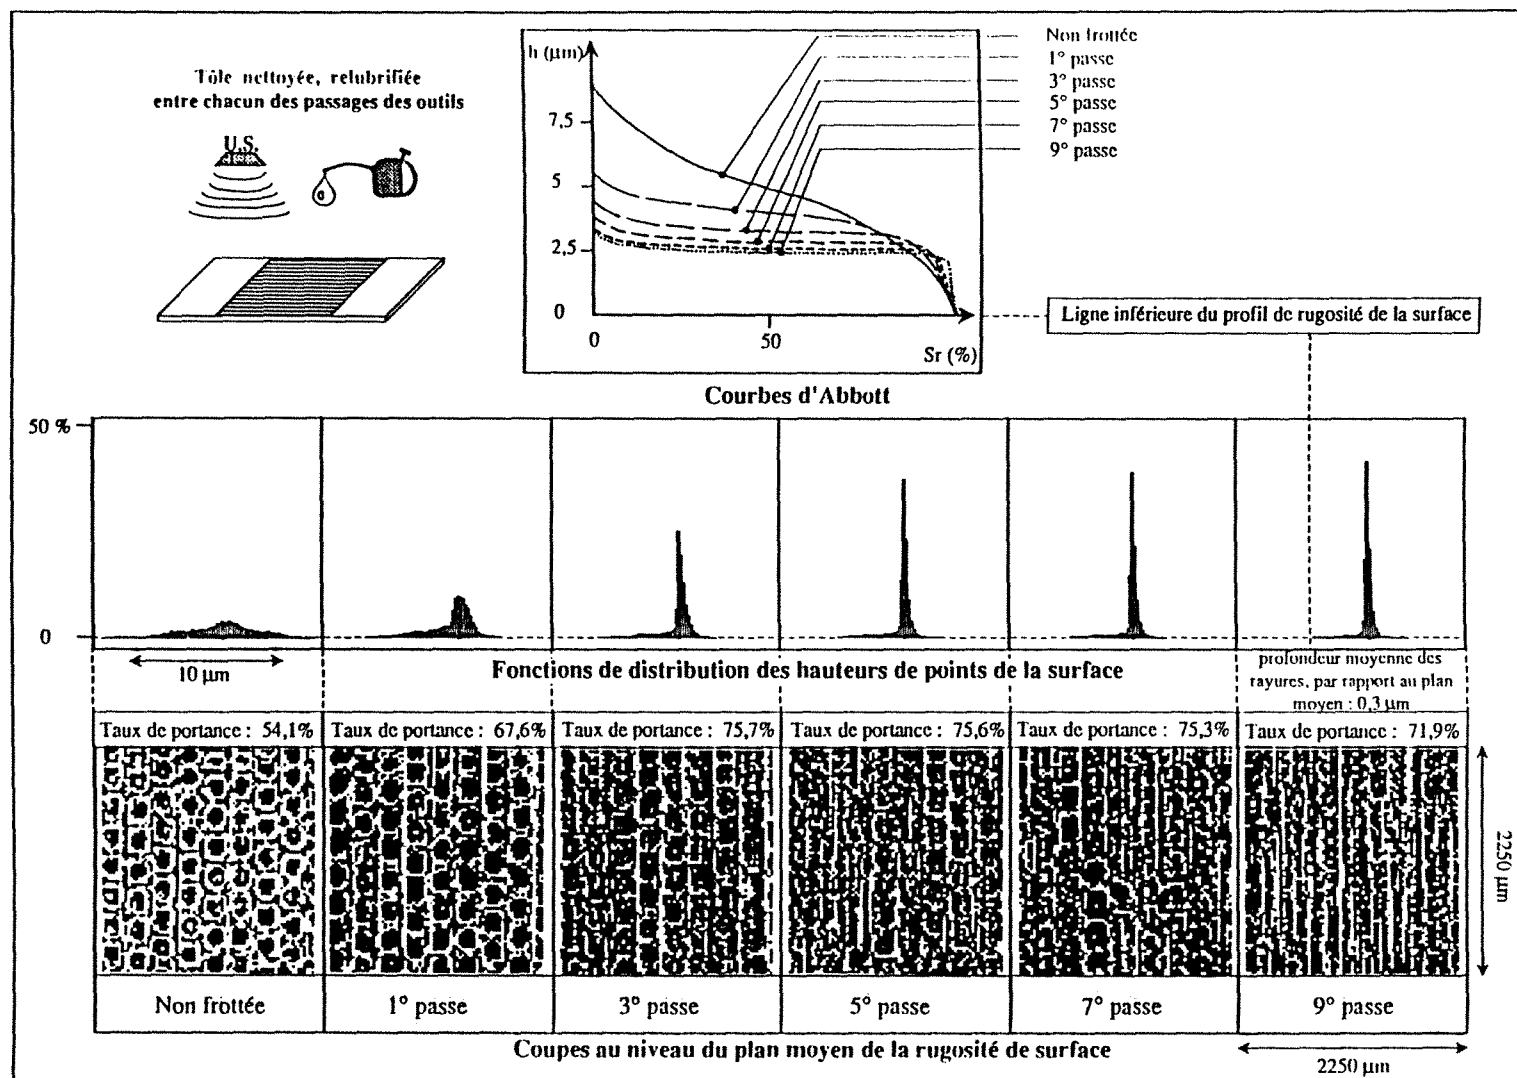 Tôle nettoyée, relubrifiée
entre chacun des passages des outils
U.S.
h (µm)
7,5
5
2,5
0
0
50
Sr (%)
Non frottée
1° passe
3° passe
5° passe
7° passe
9° passe
Ligne inférieure du profil de rugosité de la surface
Courbes d'Abbott
50 %
0
10 µm
Fonctions de distribution des hauteurs de points de la surface
profondeur moyenne des
rayures, par rapport au plan
moyen : 0,3 µm
Taux de portance : 54,1%
Taux de portance : 67,6%
Taux de portance : 75,7%
Taux de portance : 75,6%
Taux de portance : 75,3%
Taux de portance : 71,9%
2250 µm
Non frottée
1° passe
3° passe
5° passe
7° passe
9° passe
Coupes au niveau du plan moyen de la rugosité de surface
2250 µm